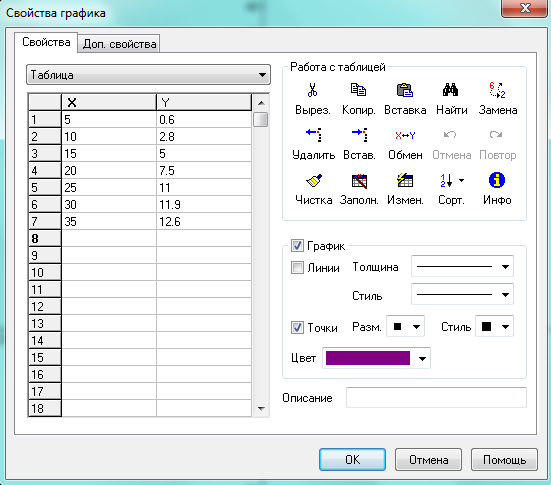 Свойства графика
Свойства
Доп. свойства
Таблица
X Y
1 5 0.6
2 10 2.8
3 15 5
4 20 7.5
5 25 11
6 30 11.9
7 35 12.6
8
9
10
11
12
13
14
15
16
17
18
Работа с таблицей
Вырез. Копир. Вставка Найти Замена
Удалить Встав. Обмен Отмена Повтор
Чистка Заполн. Измен. Сорт. Инфо
График
Линии Толщина
Стиль
Точки Разм. Стиль
Цвет
Описание
OK Отмена Помощь